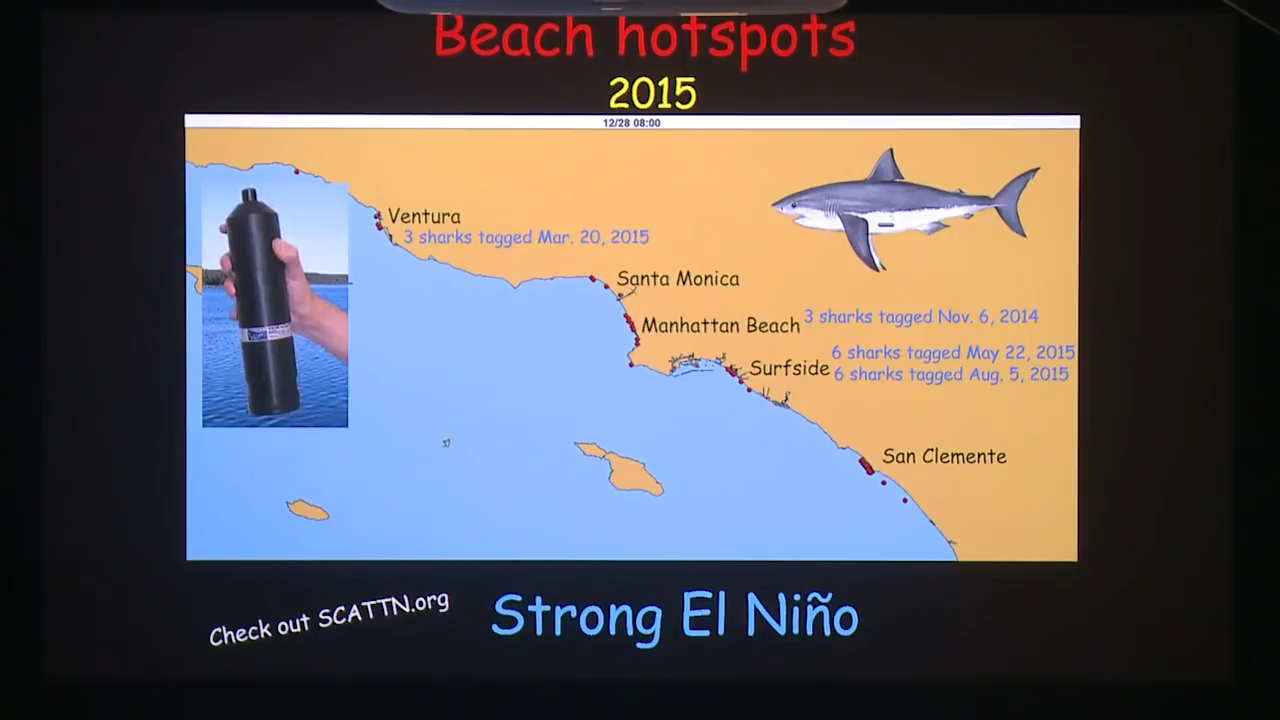 Beach hotspots
2015
12/28 08:00
Ventura
3 sharks tagged Mar. 20, 2015
Santa Monica
Manhattan Beach 3 sharks tagged Nov. 6, 2014
6 sharks tagged May 22, 2015
Surfside 6 sharks tagged Aug. 5, 2015
San Clemente
Check out SCATTN.org
Strong El Niño